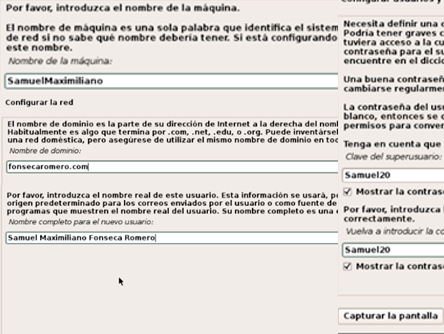 Por favor, introduzca el nombre de la máquina.
El nombre de máquina es una sola palabra que identifica el sistem
de red si no sabe qué nombre debería tener. Si está configurando
este nombre.
Nombre de la máquina:
SamuelMaximiliano
Configurar la red
El nombre de dominio es la parte de su dirección de Internet a la derecha del nom
Habitualmente es algo que termina por .com, .net, .edu, o .org. Puede inventárse
una red doméstica, pero asegúrese de utilizar el mismo nombre de dominio en too
Nombre de dominio:
fonsecaromero.com
Por favor, introduzca el nombre real de este usuario. Esta información se usará, po
origen predeterminado para los correos enviados por el usuario o como fuente de
programas que muestren el nombre real del usuario. Su nombre completo es una
Nombre completo para el nuevo usuario:
Samuel Maximiliano Fonseca Romero
Necesita definir una c
Podría tener graves c
tuviera acceso a la cu
contraseña para el su
encuentre en el dicci
Una buena contraseñ
cambiarse regularme
La contraseña del usu
blanco, entonces se c
permisos para conver
Tenga en cuenta que
Clave del superusuario:
Samuel20
Mostrar la contras
Por favor, introduzca
correctamente.
Vuelva a introducir la co
Samuel20
Mostrar la contras
Capturar la pantalla